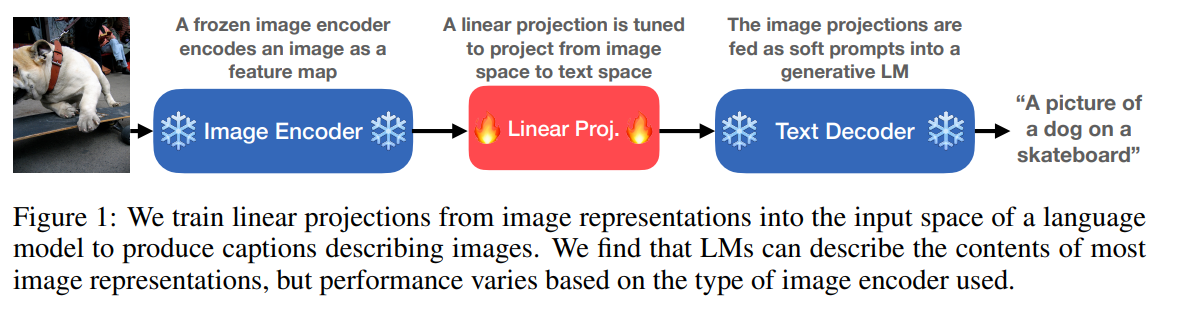 A frozen image encoder
encodes an image as a
feature map
A linear projection is tuned
to project from image
space to text space
The image projections are
fed as soft prompts into a
generative LM
Image Encoder
Linear Proj.
Text Decoder
“A picture of
a dog on a
skateboard”
Figure 1: We train linear projections from image representations into the input space of a language
model to produce captions describing images. We find that LMs can describe the contents of most
image representations, but performance varies based on the type of image encoder used.